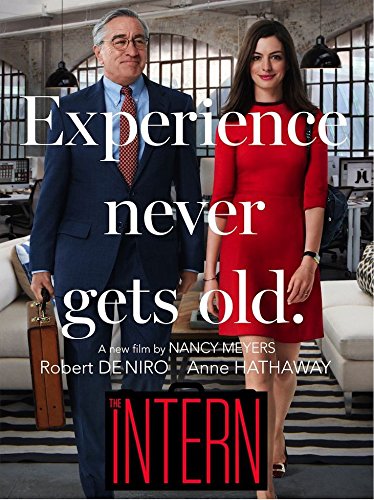 Experience
never
gets old.
A new film by NANCY MEYERS
Robert DE NIRO Anne HATHAWAY
THE
INTERN